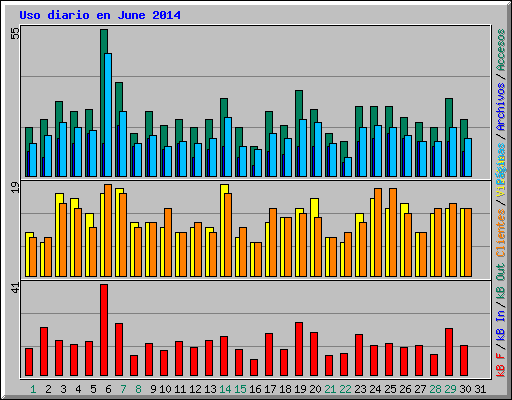 Uso diario en June 2014
55
19
41
Páginas / Archivos / Accesos
Clientes /
kB F / kB In / kB Out
1 2 3 4 5 6 7 8 9 10 11 12 13 14 15 16 17 18 19 20 21 22 23 24 25 26 27 28 29 30 31